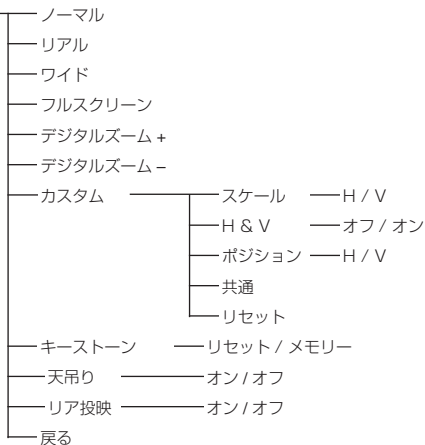 ノーマル
リアル
ワイド
フルスクリーン
デジタルズーム +
デジタルズーム –
カスタム スケール H / V
H & V オフ / オン
ポジション H / V
共通
リセット
キーストーン リセット / メモリー
天吊り オン / オフ
リア投映 オン / オフ
戻る